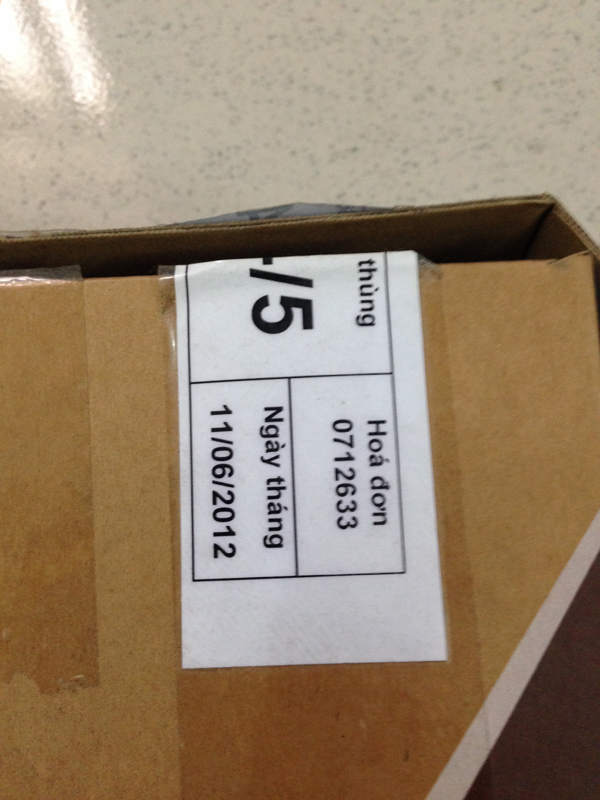 thùng
/5
Hoá đơn
0712633
Ngày tháng
11/06/2012